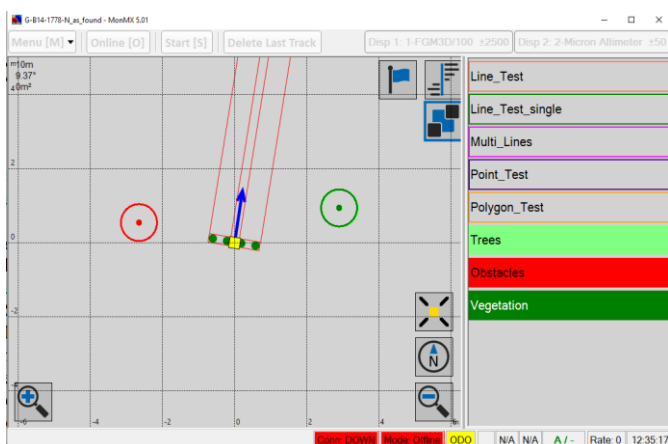 G-B14-1778-N_as_found - MonMX 5.01
Menu [M] Online [O] Start [S] Delete Last Track Disp 1: 1-FGM3D/100 ±2500 Disp 2: 2-Micron Altimeter ±50
10m
9.37°
0m²
4
2
0
-2
-6 -4 -2 0 2 4
N
Line_Test
Line_Test_single
Multi_Lines
Point_Test
Polygon_Test
Trees
Obstacles
Vegetation
Conn: DOWN Mode: Offline ODO N/A N/A A / - Rate: 0 12:35:17